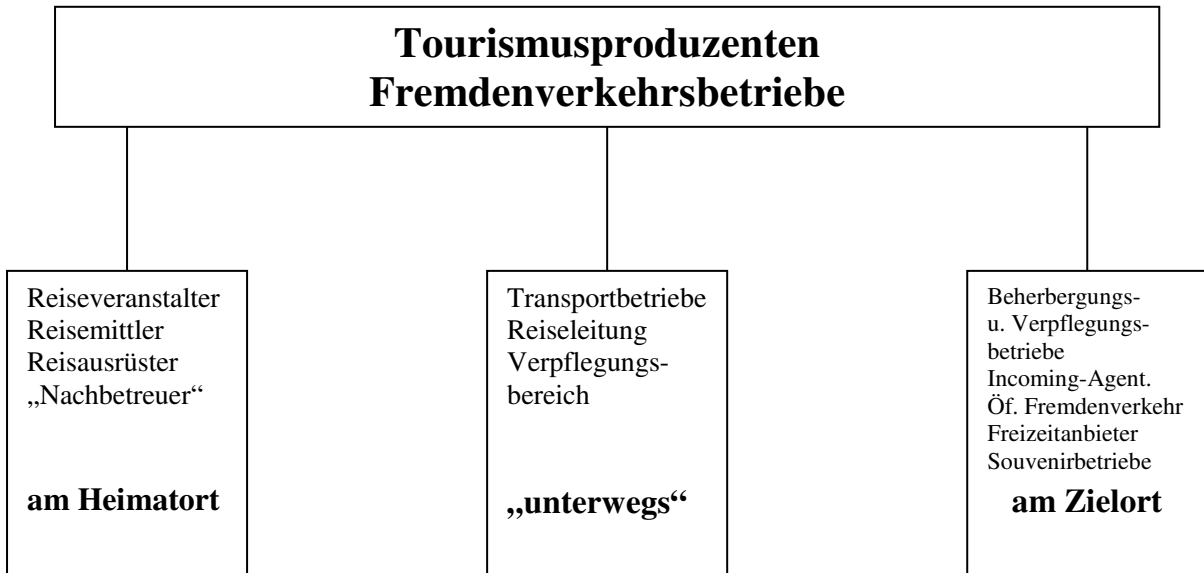 Tourismusproduzenten
Fremdenverkehrsbetriebe
Reiseveranstalter
Reisemittler
Reisausrüster
„Nachbetreuer“
am Heimatort
Transportbetriebe
Reiseleitung
Verpflegungs-
bereich
„unterwegs“
Beherbergungs-
u. Verpflegungs-
betriebe
Incoming-Agent.
Öf. Fremdenverkehr
Freizeitanbieter
Souvenirbetriebe
am Zielort